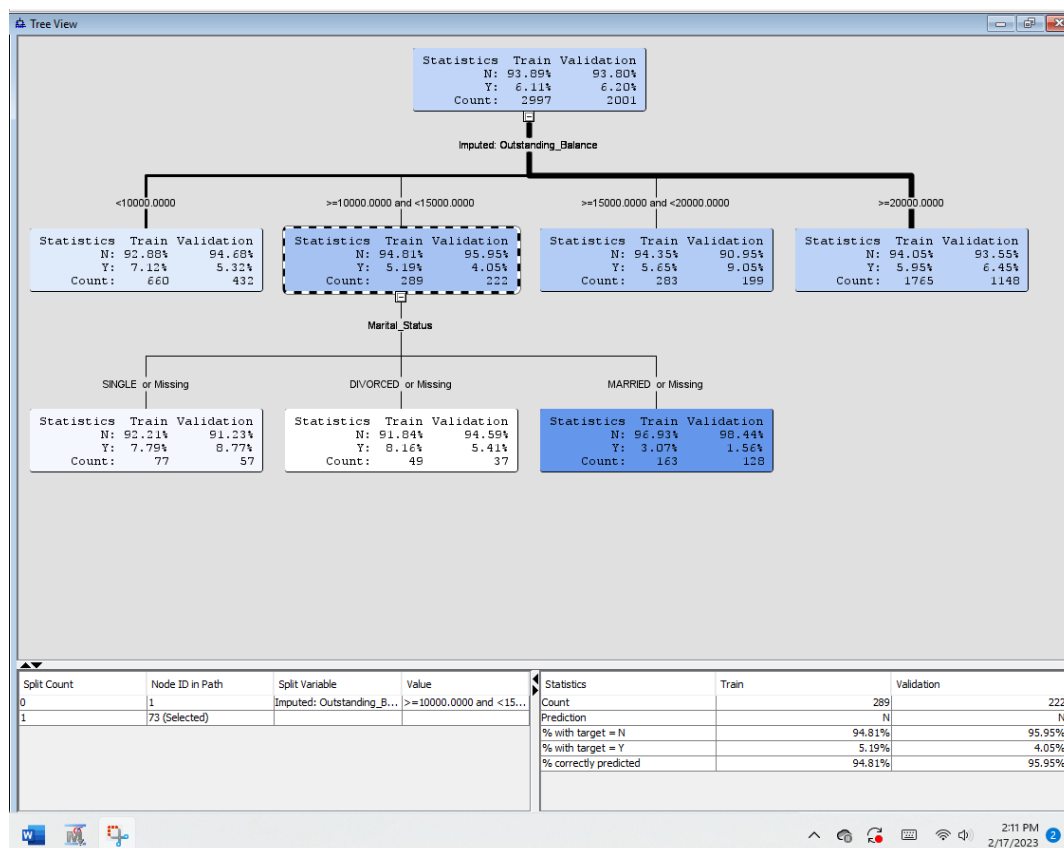 Tree View
Statistics Train Validation
N: 93.89% 93.80%
Y: 6.11% 6.20%
Count: 2997 2001
Imputed: Outstanding_Balance
<10000.0000
>=10000.0000 and <15000.0000
>=15000.0000 and <20000.0000
>=20000.0000
Statistics Train Validation
N: 92.88% 94.68%
Y: 7.12% 5.32%
Count: 660 432
Statistics Train Validation
N: 94.81% 95.95%
Y: 5.19% 4.05%
Count: 289 222
Statistics Train Validation
N: 94.35% 90.95%
Y: 5.65% 9.05%
Count: 283 199
Statistics Train Validation
N: 94.05% 93.55%
Y: 5.95% 6.45%
Count: 1765 1148
Marital_Status
SINGLE or Missing
DIVORCED or Missing
MARRIED or Missing
Statistics Train Validation
N: 92.21% 91.23%
Y: 7.79% 8.77%
Count: 77 57
Statistics Train Validation
N: 91.84% 94.59%
Y: 8.16% 5.41%
Count: 49 37
Statistics Train Validation
N: 96.93% 98.44%
Y: 3.07% 1.56%
Count: 163 128
Split Count Node ID in Path Split Variable Value
0 1 Imputed: Outstanding_B... >=10000.0000 and <15...
1 73 (Selected)
Statistics Train Validation
Count 289 222
Prediction N N
% with target = N 94.81% 95.95%
% with target = Y 5.19% 4.05%
% correctly predicted 94.81% 95.95%
W
2:11 PM
2/17/2023
2